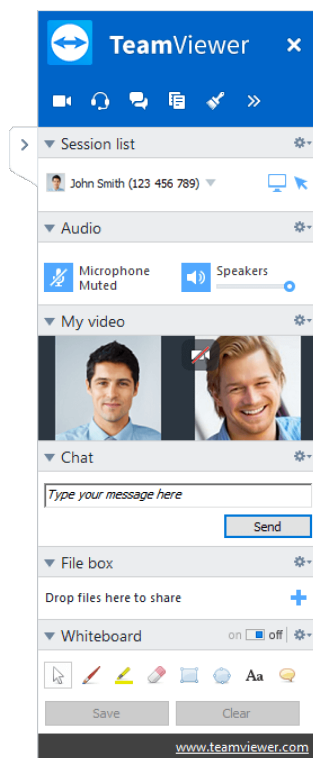 TeamViewer
Session list
John Smith (123 456 789)
Audio
Microphone
Muted
Speakers
My video
Chat
Type your message here
Send
File box
Drop files here to share
Whiteboard
on off
Aa
Save
Clear
www.teamviewer.com